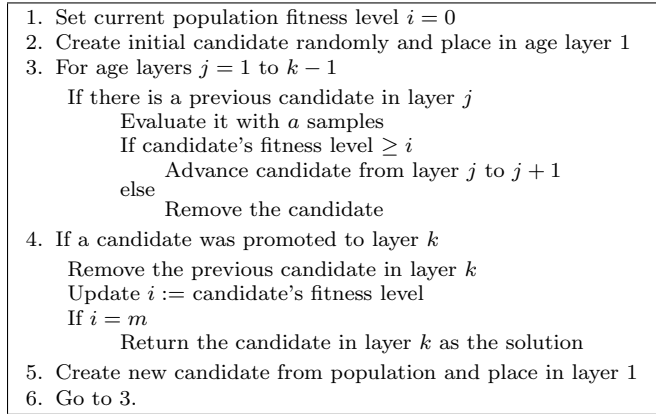 1. Set current population fitness level i = 0
2. Create initial candidate randomly and place in age layer 1
3. For age layers j = 1 to k − 1
If there is a previous candidate in layer j
Evaluate it with a samples
If candidate's fitness level ≥ i
Advance candidate from layer j to j + 1
else
Remove the candidate
4. If a candidate was promoted to layer k
Remove the previous candidate in layer k
Update i := candidate's fitness level
If i = m
Return the candidate in layer k as the solution
5. Create new candidate from population and place in layer 1
6. Go to 3.